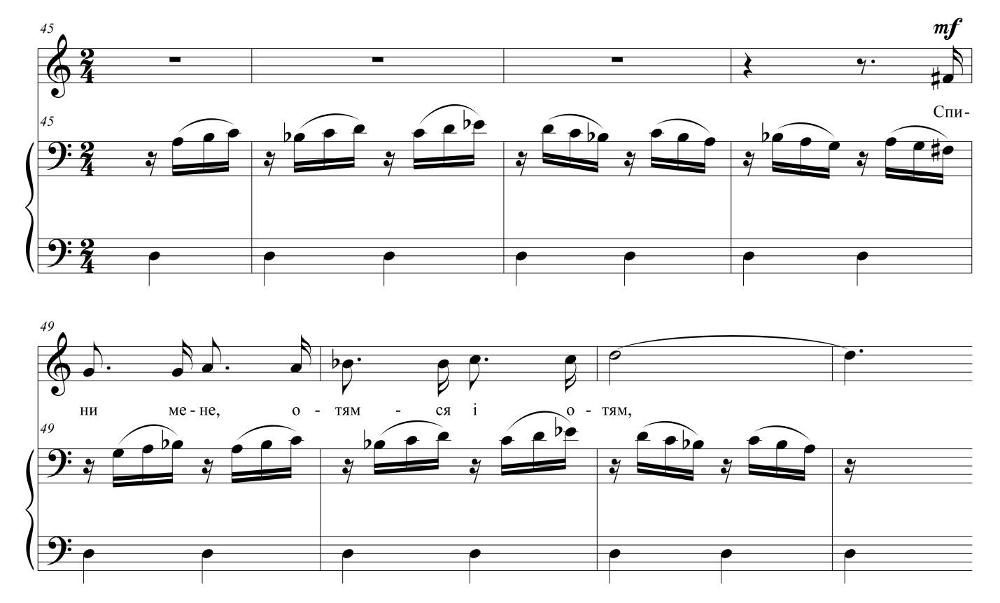 45
mf
Спи-
45
49
ни ме - не, о - тям - ся і о - тям,
49